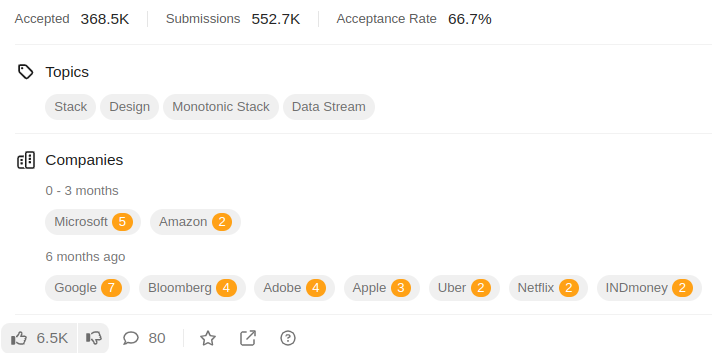 Accepted 368.5K Submissions 552.7K Acceptance Rate 66.7%
Topics
Stack Design Monotonic Stack Data Stream
Companies
0 - 3 months
Microsoft 5 Amazon 2
6 months ago
Google 7 Bloomberg 4 Adobe 4 Apple 3 Uber 2 Netflix 2 INDmoney 2
6.5K 80